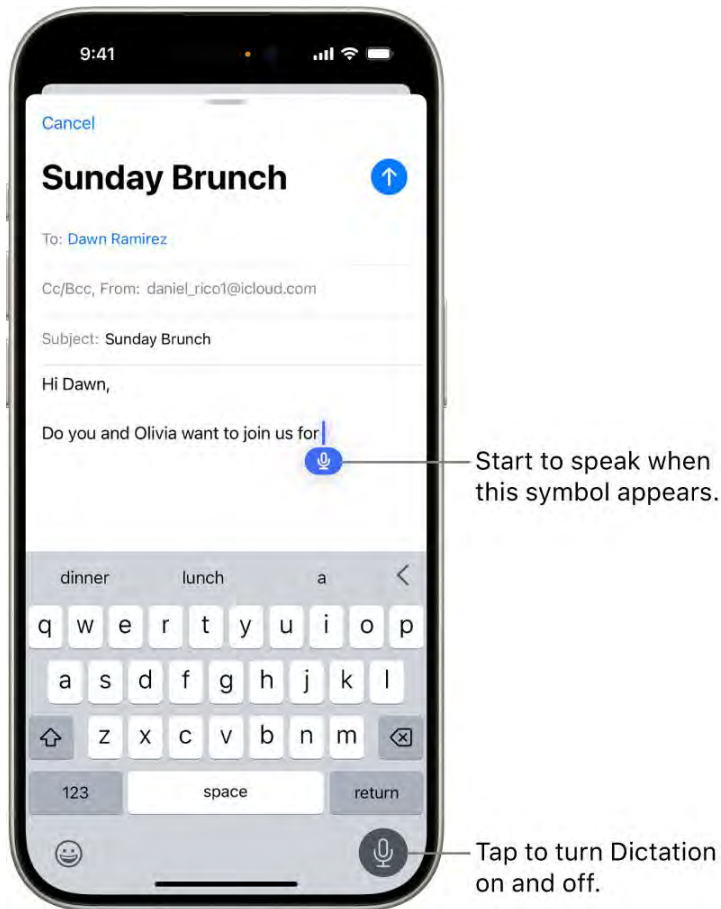 9:41
Cancel
Sunday Brunch
To: Dawn Ramirez
Cc/Bcc, From: daniel_rico1@icloud.com
Subject: Sunday Brunch
Hi Dawn,
Do you and Olivia want to join us for
Start to speak when
this symbol appears.
dinner lunch a
q w e r t y u i o p
a s d f g h j k l
z x c v b n m
123 space return
Tap to turn Dictation
on and off.